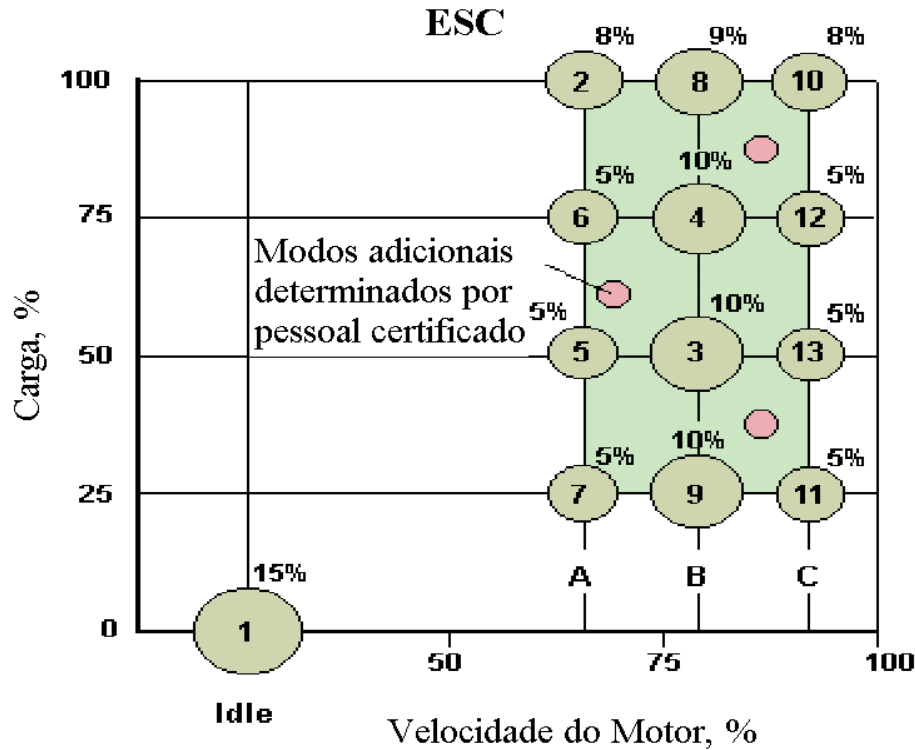 ESC
8% 9% 8%
100 2 8 10
10%
5% 5%
75 6 4 12
Modos adicionais
determinados por
pessoal certificado
10%
5% 5%
50 5 3 13
10%
5% 5%
25 7 9 11
A B C
15%
0 1
50 75 100
Idle
Velocidade do Motor, %
Carga, %